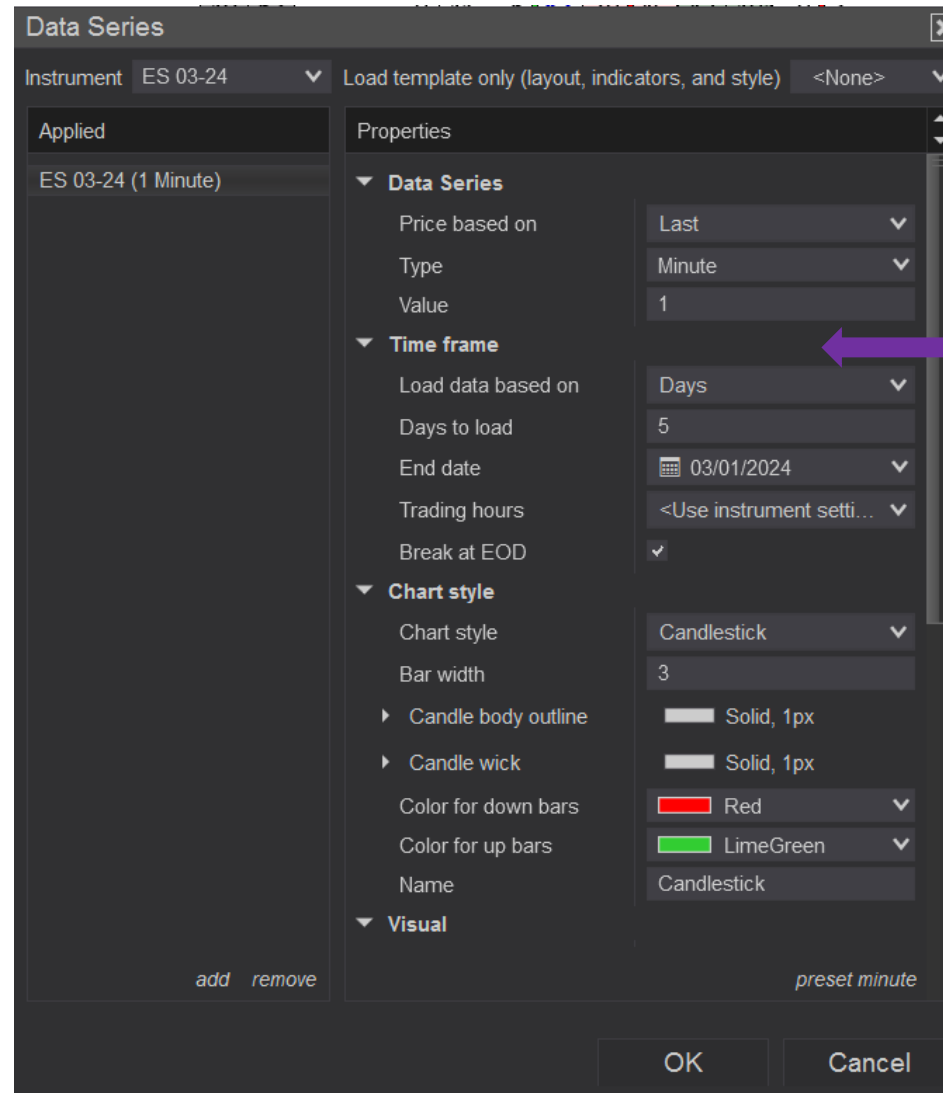 Data Series
Instrument ES 03-24 Load template only (layout, indicators, and style) <None>
Applied
Properties
ES 03-24 (1 Minute)
Data Series
Price based on Last
Type Minute
Value 1
Time frame
Load data based on Days
Days to load 5
End date 03/01/2024
Trading hours <Use instrument setti...
Break at EOD
Chart style
Chart style Candlestick
Bar width 3
Candle body outline Solid, 1px
Candle wick Solid, 1px
Color for down bars Red
Color for up bars LimeGreen
Name Candlestick
Visual
add remove
preset minute
OK Cancel